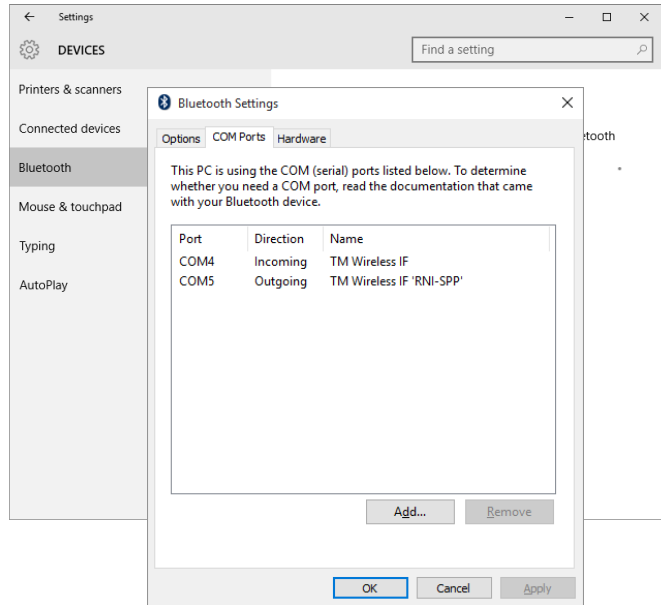 Settings
DEVICES
Find a setting
Printers & scanners
Connected devices
Bluetooth
Mouse & touchpad
Typing
AutoPlay
Bluetooth Settings
Options COM Ports Hardware
This PC is using the COM (serial) ports listed below. To determine
whether you need a COM port, read the documentation that came
with your Bluetooth device.
Port Direction Name
COM4 Incoming TM Wireless IF
COM5 Outgoing TM Wireless IF 'RNI-SPP'
Add... Remove
OK Cancel Apply